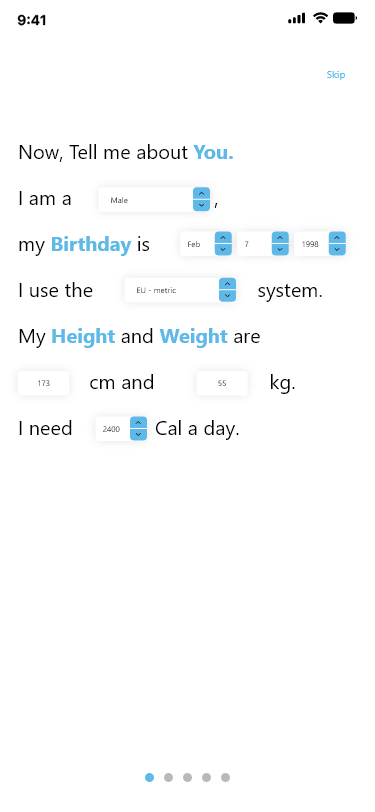 9:41
Skip
Now, Tell me about You.
I am a Male ,
my Birthday is Feb 7 1998
I use the EU - metric system.
My Height and Weight are
173 cm and 55 kg.
I need 2400 Cal a day.